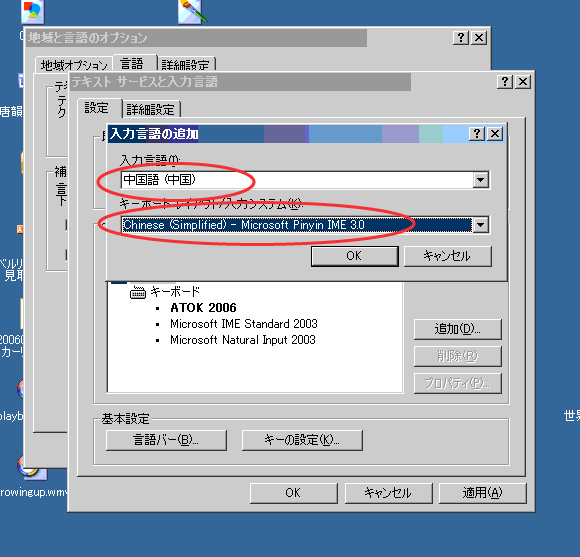 地域と言語のオプション
地域オプション 言語 詳細設定
テキスト サービスと入力言語
設定 詳細設定
入力言語の追加
入力言語(I):
中国語 (中国)
キーボード レイアウト/入力システム(K):
Chinese (Simplified) - Microsoft Pinyin IME 3.0
OK キャンセル
キーボード
ATOK 2006
Microsoft IME Standard 2003
Microsoft Natural Input 2003
追加(D)...
削除(R)
プロパティ(P)...
基本設定
言語バー(B)... キーの設定(K)...
OK キャンセル 適用(A)
唐韻
ベルリ
見取
2006
カー
playb
rowingup.wmv
世界